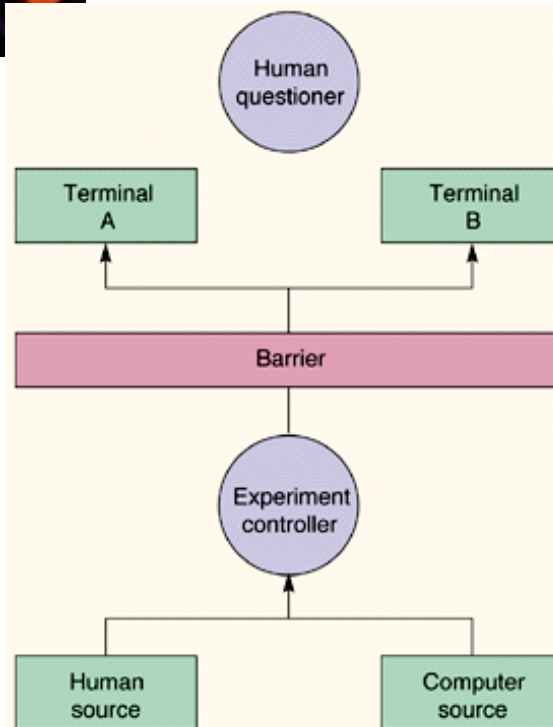 Human
questioner
Terminal
A
Terminal
B
Barrier
Experiment
controller
Human
source
Computer
source